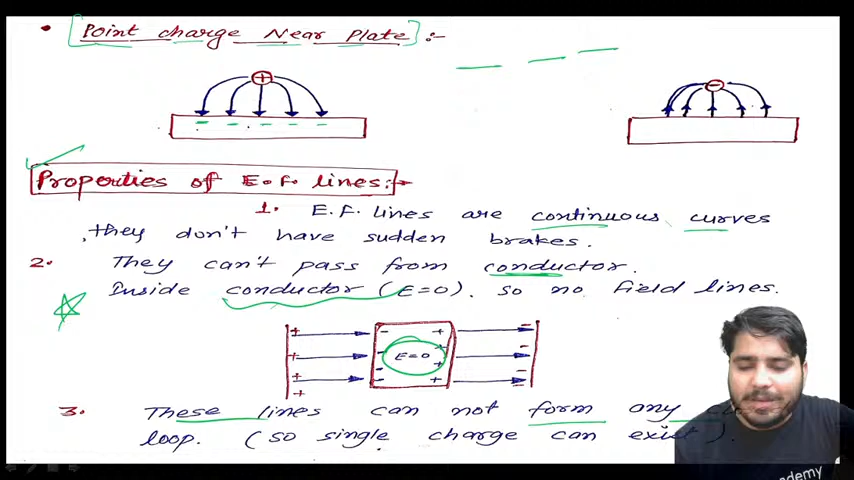 • [Point charge Near Plate] :-
+
-
- - - - -
Properties of E.F. lines:-
1. E.F. lines are continuous curves
,they don't have sudden brakes.
2. They can't pass from conductor.
Inside conductor (E=0). so no field lines.
+ - + -
E=0
+ - + -
+ - + -
+
3. These lines can not form any
loop. (so single charge can exist).
demy